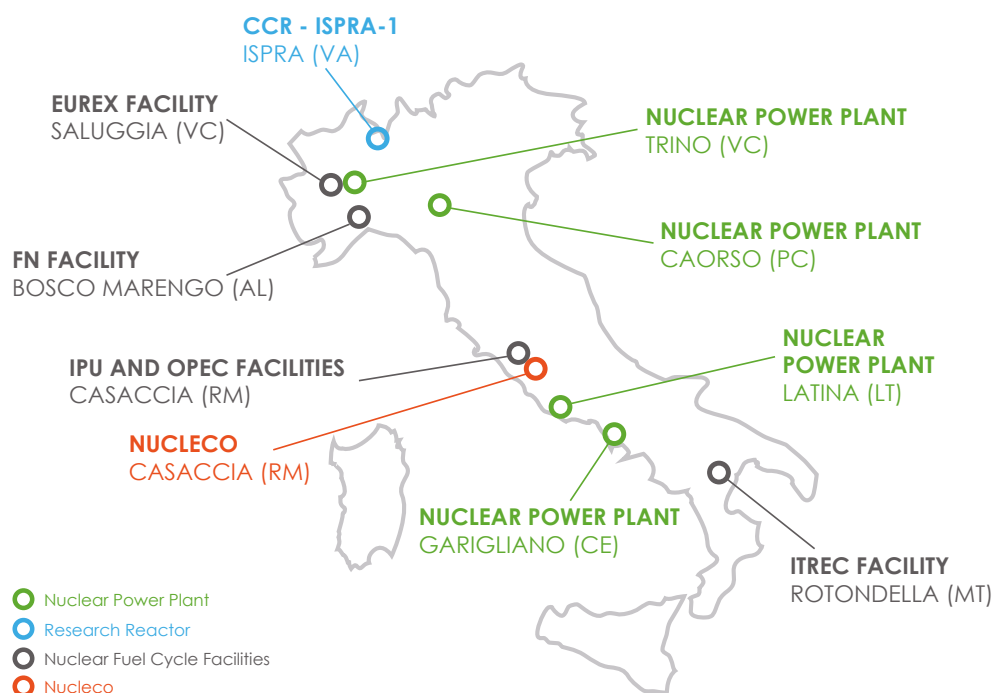 CCR - ISPRA-1
ISPRA (VA)
EUREX FACILITY
SALUGGIA (VC)
NUCLEAR POWER PLANT
TRINO (VC)
NUCLEAR POWER PLANT
CAORSO (PC)
FN FACILITY
BOSCO MARENGO (AL)
NUCLEAR
POWER PLANT
LATINA (LT)
IPU AND OPEC FACILITIES
CASACCIA (RM)
NUCLECO
CASACCIA (RM)
NUCLEAR POWER PLANT
GARIGLIANO (CE)
ITREC FACILITY
ROTONDELLA (MT)
Nuclear Power Plant
Research Reactor
Nuclear Fuel Cycle Facilities
Nucleco